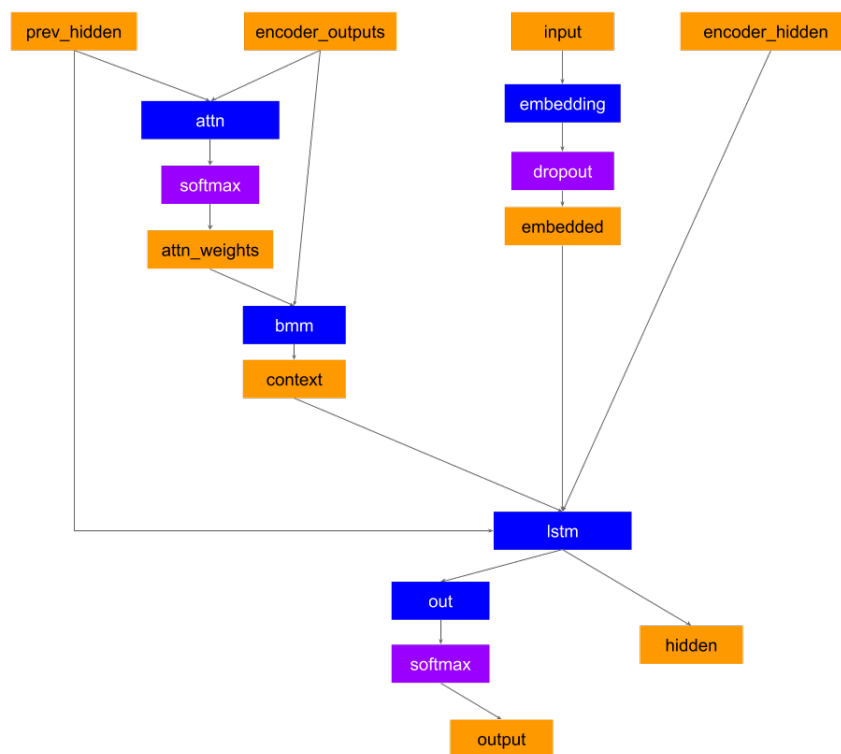 prev_hidden
encoder_outputs
input
encoder_hidden
attn
embedding
softmax
dropout
attn_weights
embedded
bmm
context
lstm
out
hidden
softmax
output